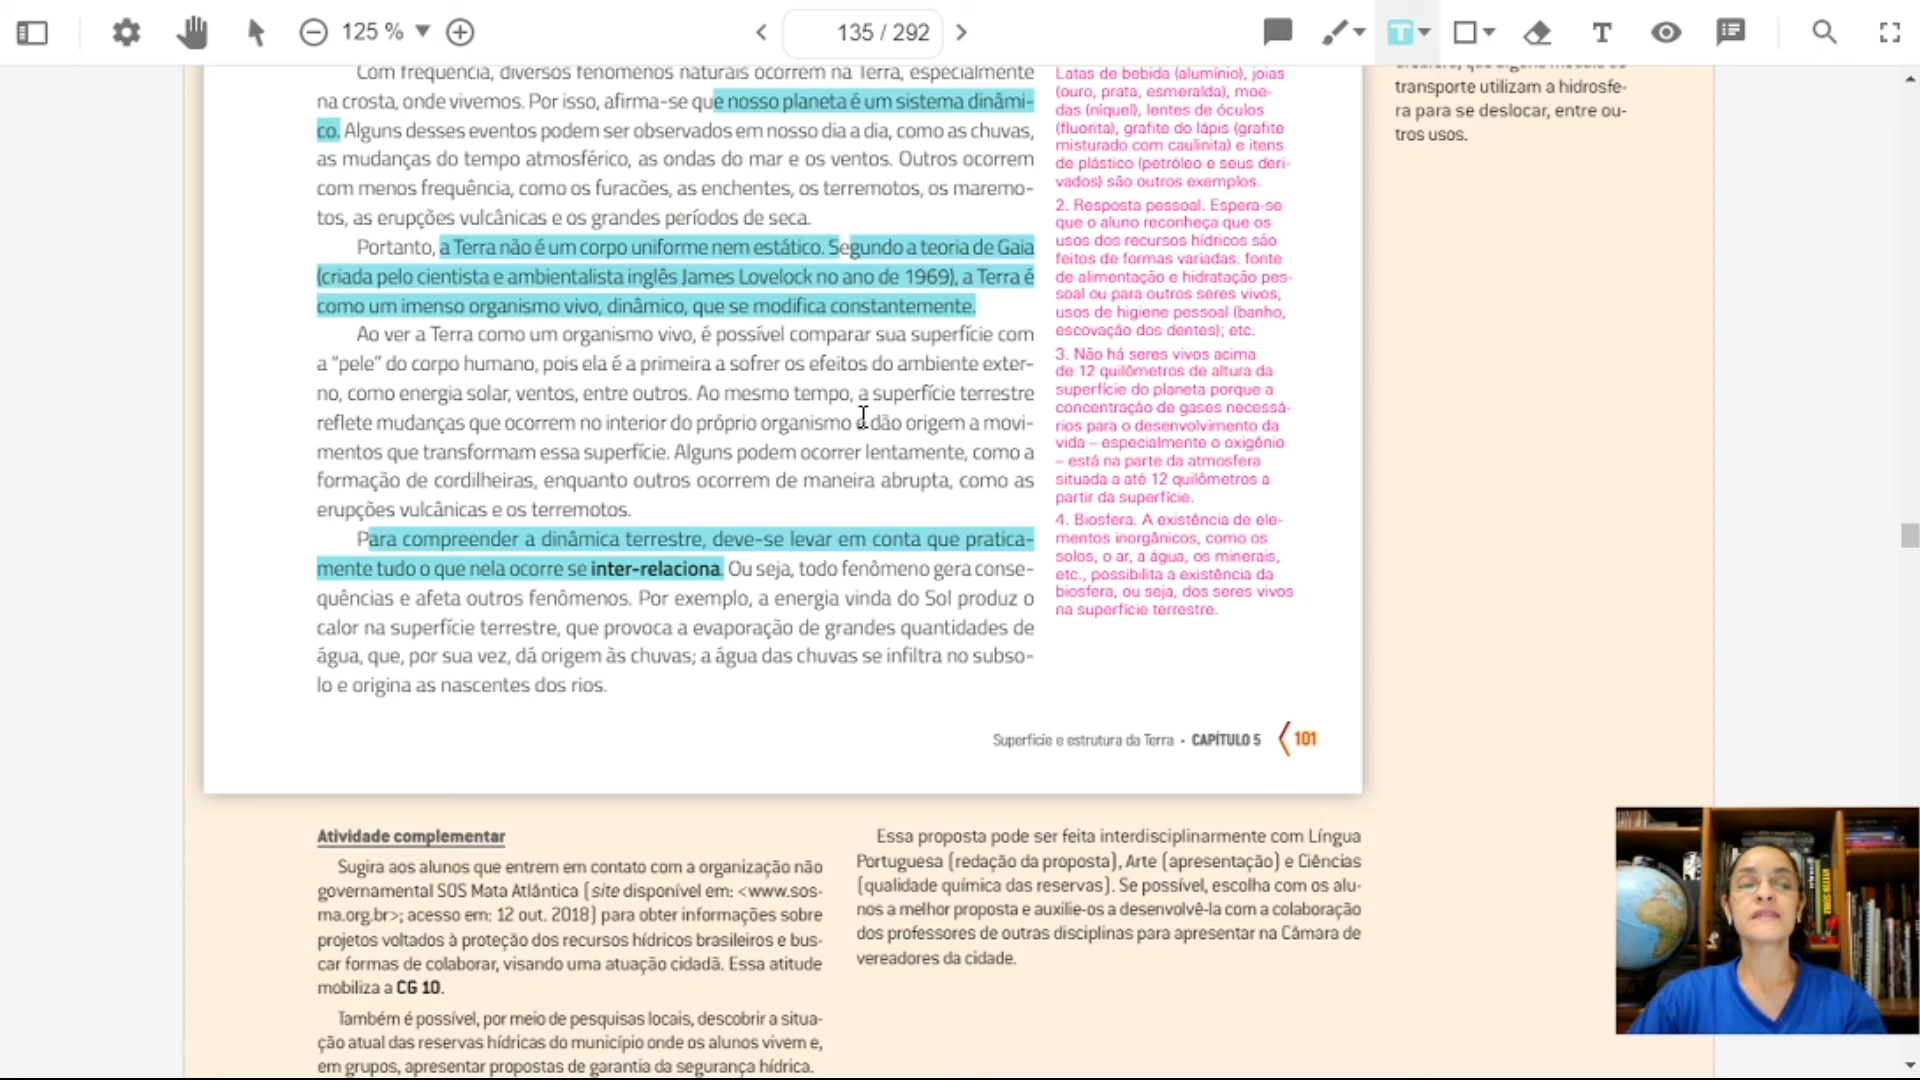 125 %
135 / 292
T
T
Com frequência, diversos fenômenos naturais ocorrem na Terra, especialmente
na crosta, onde vivemos. Por isso, afirma-se que nosso planeta é um sistema dinâmi-
co. Alguns desses eventos podem ser observados em nosso dia a dia, como as chuvas,
as mudanças do tempo atmosférico, as ondas do mar e os ventos. Outros ocorrem
com menos frequência, como os furacões, as enchentes, os terremotos, os maremo-
tos, as erupções vulcânicas e os grandes períodos de seca.
Portanto, a Terra não é um corpo uniforme nem estático. Segundo a teoria de Gaia
(criada pelo cientista e ambientalista inglês James Lovelock no ano de 1969), a Terra é
como um imenso organismo vivo, dinâmico, que se modifica constantemente.
Ao ver a Terra como um organismo vivo, é possível comparar sua superfície com
a “pele” do corpo humano, pois ela é a primeira a sofrer os efeitos do ambiente exter-
no, como energia solar, ventos, entre outros. Ao mesmo tempo, a superfície terrestre
reflete mudanças que ocorrem no interior do próprio organismo e dão origem a movi-
mentos que transformam essa superfície. Alguns podem ocorrer lentamente, como a
formação de cordilheiras, enquanto outros ocorrem de maneira abrupta, como as
erupções vulcânicas e os terremotos.
Para compreender a dinâmica terrestre, deve-se levar em conta que pratica-
mente tudo o que nela ocorre se inter-relaciona. Ou seja, todo fenômeno gera conse-
quências e afeta outros fenômenos. Por exemplo, a energia vinda do Sol produz o
calor na superfície terrestre, que provoca a evaporação de grandes quantidades de
água, que, por sua vez, dá origem às chuvas; a água das chuvas se infiltra no subso-
lo e origina as nascentes dos rios.
Latas de bebida (alumínio), joias
(ouro, prata, esmeralda), moe-
das (níquel), lentes de óculos
(fluorita), grafite do lápis (grafite
misturado com caulinita) e itens
de plástico (petróleo e seus deri-
vados) são outros exemplos.
2. Resposta pessoal. Espera-se
que o aluno reconheça que os
usos dos recursos hídricos são
feitos de formas variadas: fonte
de alimentação e hidratação pes-
soal ou para outros seres vivos;
usos de higiene pessoal (banho,
escovação dos dentes); etc.
3. Não há seres vivos acima
de 12 quilômetros de altura da
superfície do planeta porque a
concentração de gases necessá-
rios para o desenvolvimento da
vida – especialmente o oxigênio
– está na parte da atmosfera
situada a até 12 quilômetros a
partir da superfície.
4. Biosfera. A existência de ele-
mentos inorgânicos, como os
solos, o ar, a água, os minerais,
etc., possibilita a existência da
biosfera, ou seja, dos seres vivos
na superfície terrestre.
transporte utilizam a hidrosfe-
ra para se deslocar, entre ou-
tros usos.
Superfície e estrutura da Terra • CAPÍTULO 5 101
Atividade complementar
Sugira aos alunos que entrem em contato com a organização não
governamental SOS Mata Atlântica (site disponível em: <www.sos-
ma.org.br>; acesso em: 12 out. 2018) para obter informações sobre
projetos voltados à proteção dos recursos hídricos brasileiros e bus-
car formas de colaborar, visando uma atuação cidadã. Essa atitude
mobiliza a CG 10.
Também é possível, por meio de pesquisas locais, descobrir a situa-
ção atual das reservas hídricas do município onde os alunos vivem e,
em grupos, apresentar propostas de garantia da segurança hídrica.
Essa proposta pode ser feita interdisciplinarmente com Língua
Portuguesa (redação da proposta), Arte (apresentação) e Ciências
(qualidade química das reservas). Se possível, escolha com os alu-
nos a melhor proposta e auxilie-os a desenvolvê-la com a colaboração
dos professores de outras disciplinas para apresentar na Câmara de
vereadores da cidade.